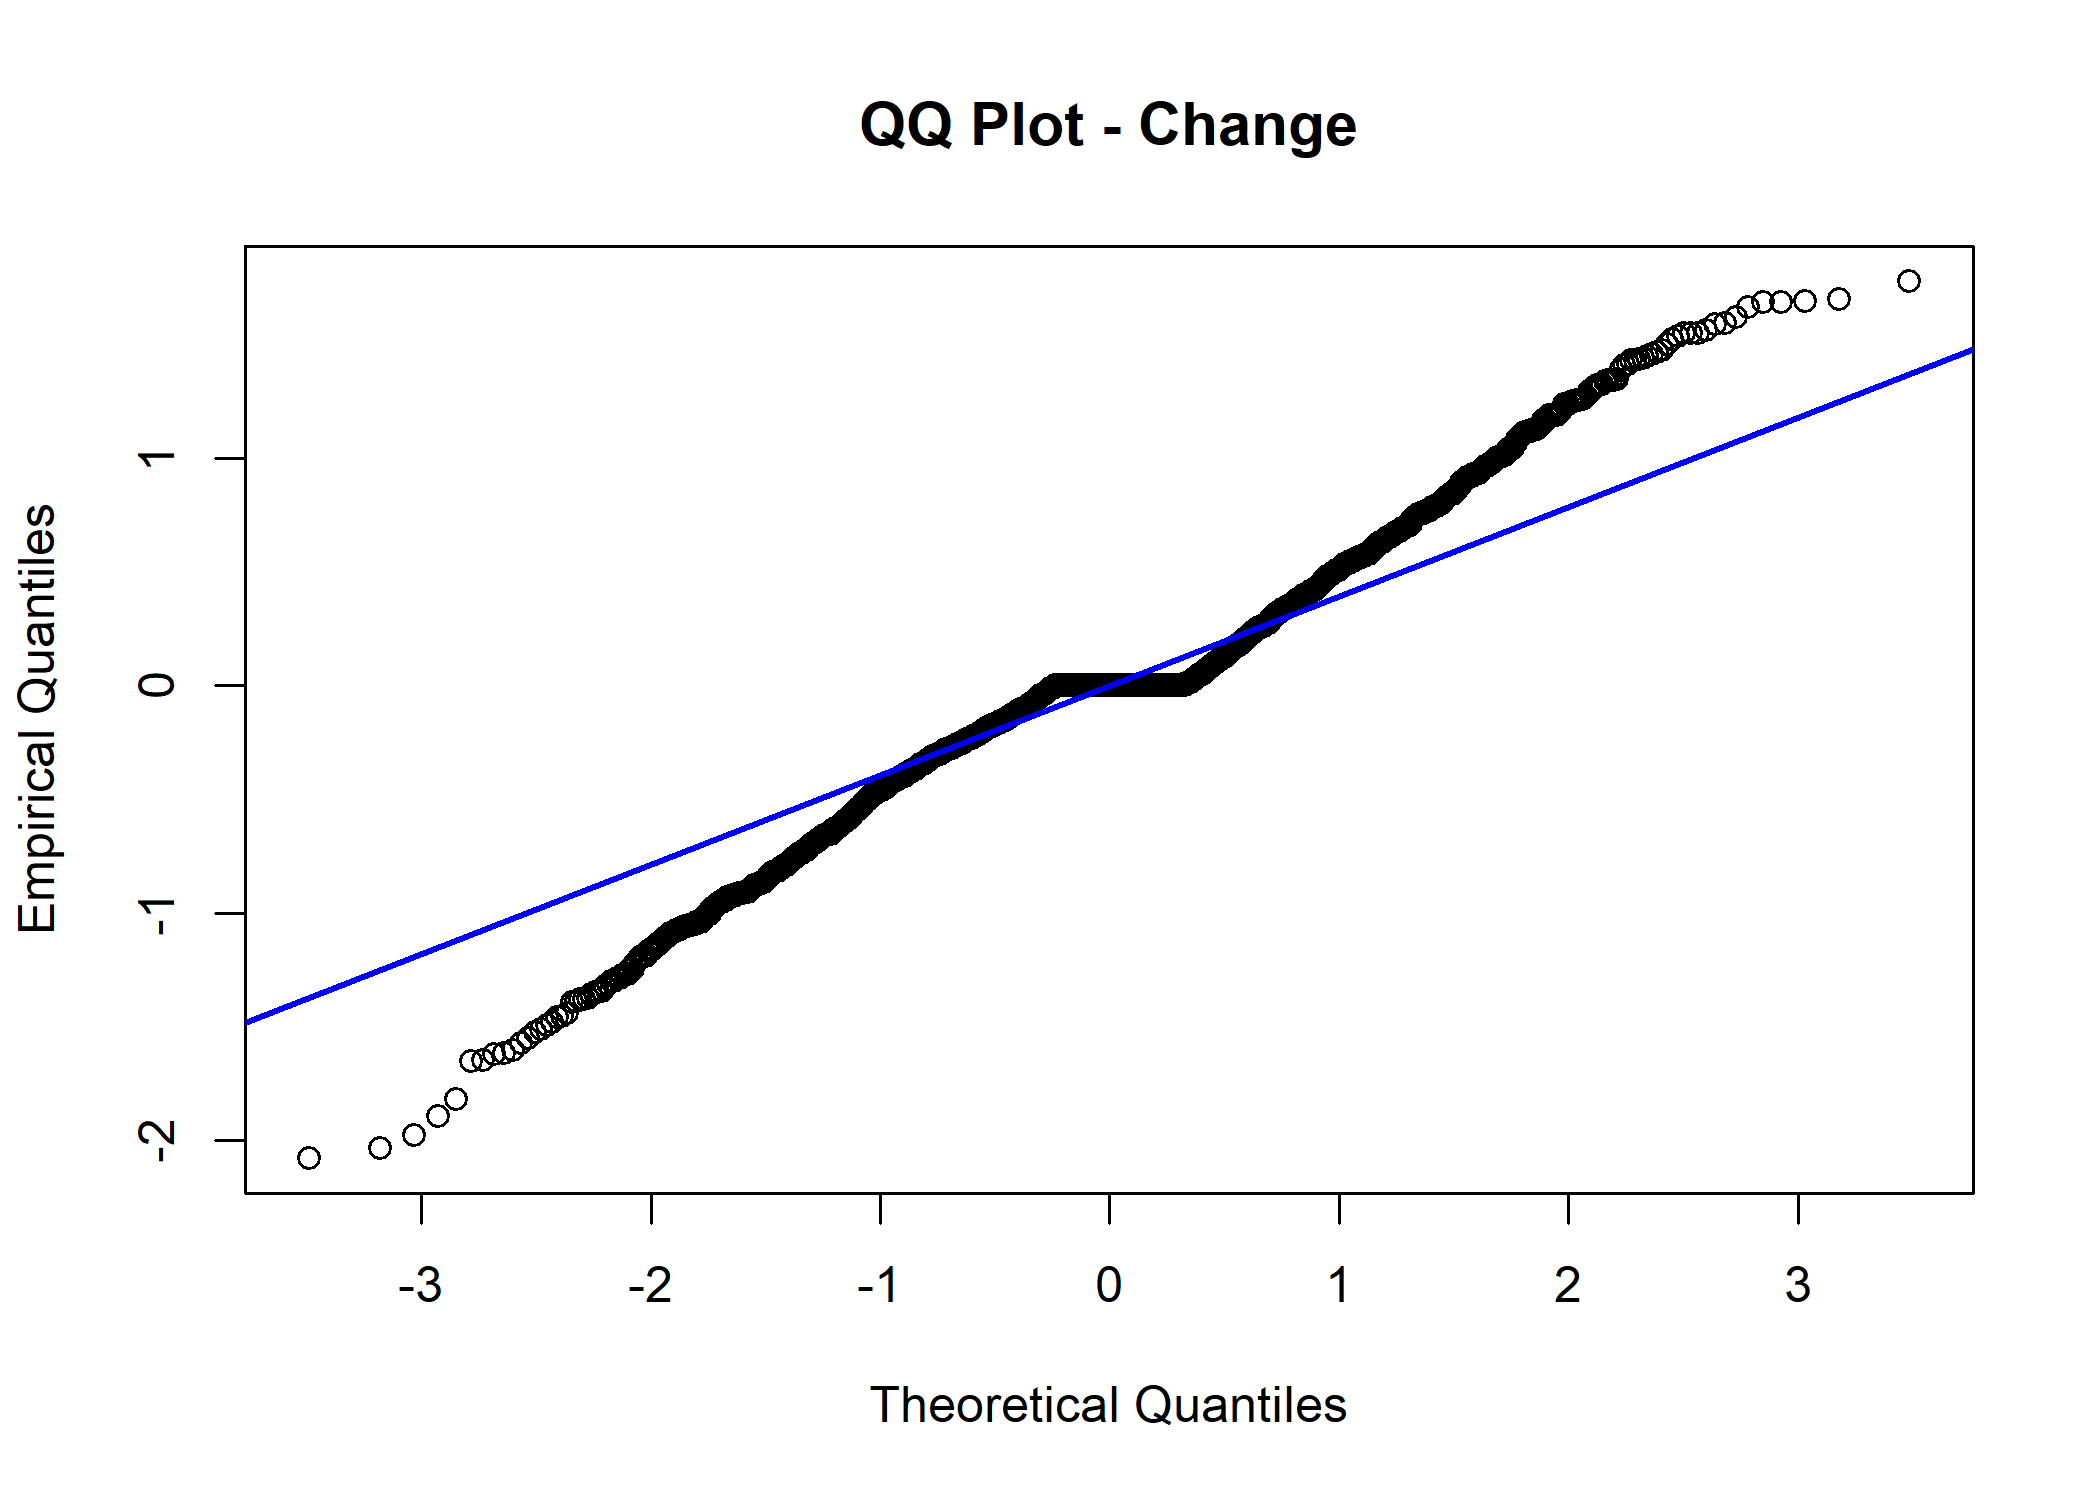 QQ Plot - Change
Empirical Quantiles
1
0
-1
-2
-3 -2 -1 0 1 2 3
Theoretical Quantiles